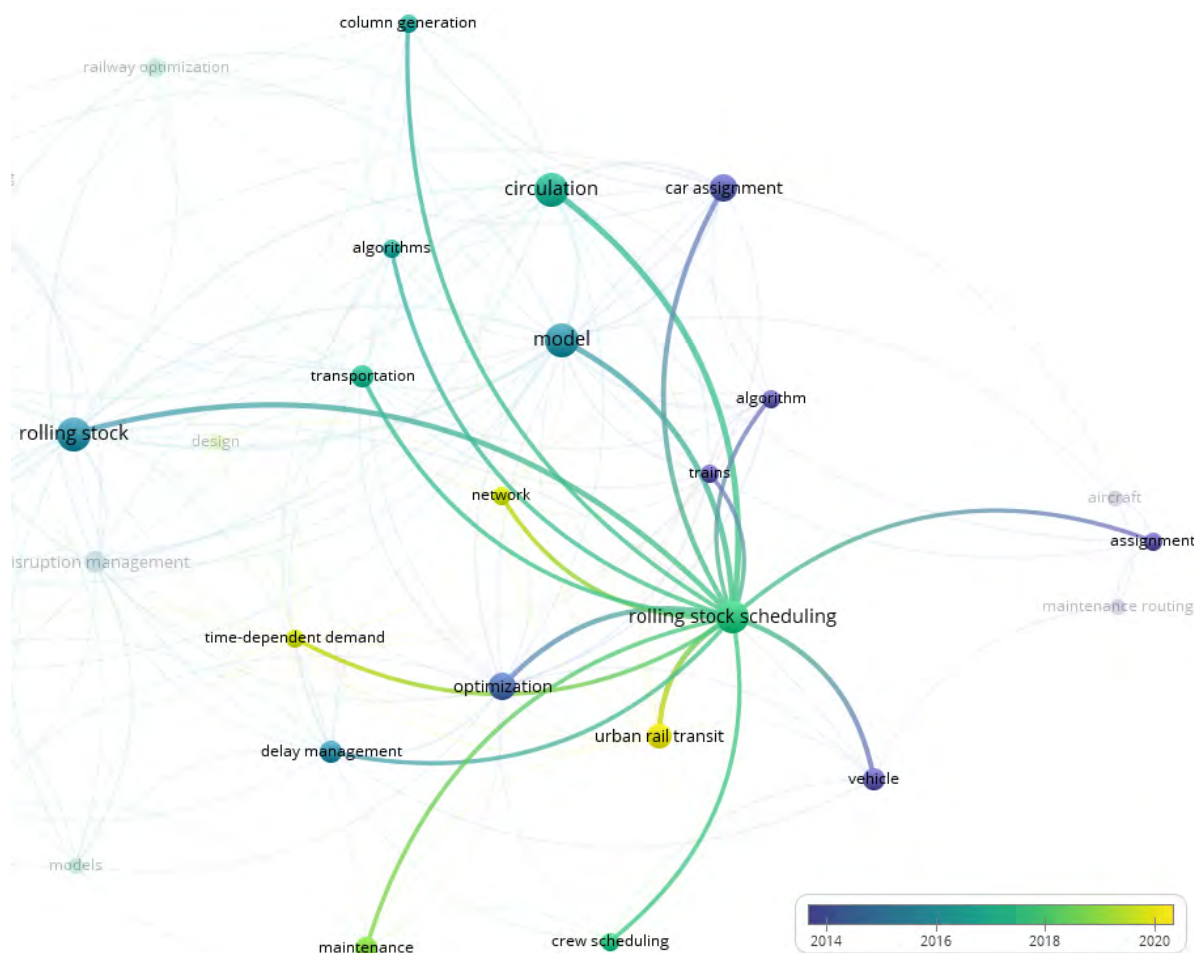 column generation
railway optimization
circulation
car assignment
algorithms
model
transportation
algorithm
rolling stock
design
trains
network
aircraft
assignment
isruption management
maintenance routing
rolling stock scheduling
time-dependent demand
optimization
urban rail transit
delay management
vehicle
models
crew scheduling
maintenance
2014 2016 2018 2020